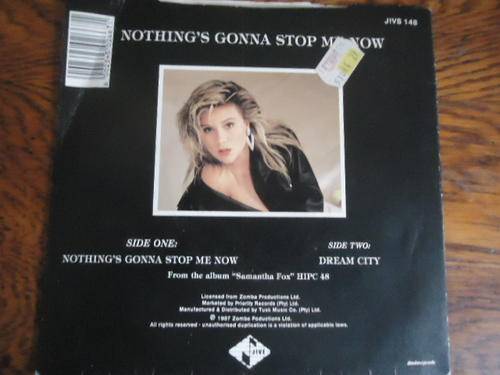 JIVS 148
NOTHING'S GONNA STOP ME NOW
SIDE ONE:
NOTHING'S GONNA STOP ME NOW
SIDE TWO:
DREAM CITY
From the album "Samantha Fox" HIPC 48
Licensed from Zomba Productions Ltd.
Marketed by Priority Records (Pty) Ltd.
Manufactured & Distributed by Tusk Music Co. (Pty) Ltd.
℗ 1987 Zomba Poductions Ltd.
All rights reserved - unauthorised duplication is a violation of applicable laws.
JIVE